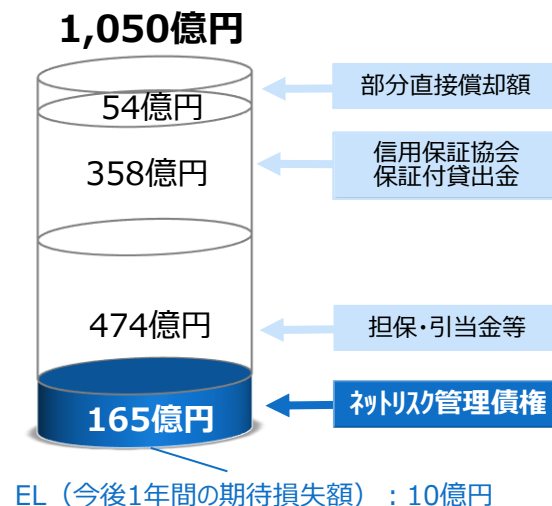 1,050億円
部分直接償却額
54億円
信用保証協会
保証付貸出金
358億円
474億円
担保・引当金等
ﾈｯﾄﾘｽｸ管理債権
165億円
EL（今後1年間の期待損失額）：10億円